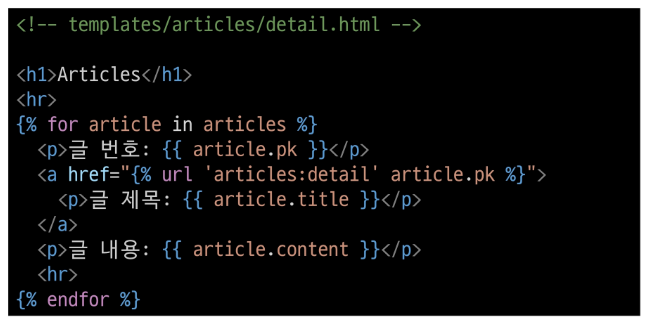 <!-- templates/articles/detail.html -->
<h1>Articles</h1>
<hr>
{% for article in articles %}
<p>글 번호: {{ article.pk }}</p>
<a href="{% url 'articles:detail' article.pk %}">
<p>글 제목: {{ article.title }}</p>
</a>
<p>글 내용: {{ article.content }}</p>
<hr>
{% endfor %}